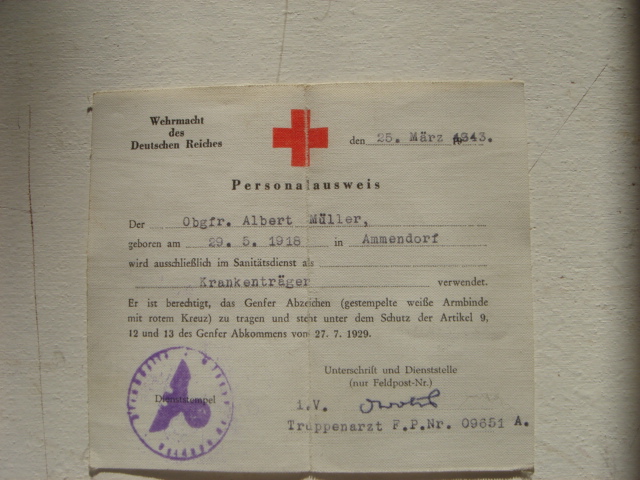 Wehrmacht
des
Deutschen Reiches
den 25. März 1943.
Personalausweis
Der Obgfr. Albert Müller,
geboren am 29. 5. 1918 in Ammendorf
wird ausschließlich im Sanitätsdienst als
Krankenträger verwendet.
Er ist berechtigt, das Genfer Abzeichen (gestempelte weiße Armbinde
mit rotem Kreuz) zu tragen und steht unter dem Schutz der Artikel 9,
12 und 13 des Genfer Abkommens von 27. 7. 1929.
Dienststempel
Unterschrift und Dienststelle
(nur Feldpost-Nr.)
i.V.
Truppenarzt F.P.Nr. 09651 A.